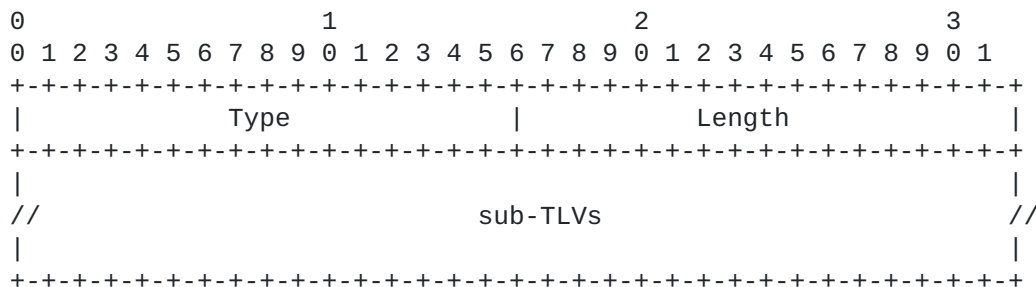 0                   1                   2                   3
0 1 2 3 4 5 6 7 8 9 0 1 2 3 4 5 6 7 8 9 0 1 2 3 4 5 6 7 8 9 0 1
+-+-+-+-+-+-+-+-+-+-+-+-+-+-+-+-+-+-+-+-+-+-+-+-+-+-+-+-+-+-+-+-+
|              Type             |            Length             |
+-+-+-+-+-+-+-+-+-+-+-+-+-+-+-+-+-+-+-+-+-+-+-+-+-+-+-+-+-+-+-+-+
|                                                               |
//                            sub-TLVs                          //
|                                                               |
+-+-+-+-+-+-+-+-+-+-+-+-+-+-+-+-+-+-+-+-+-+-+-+-+-+-+-+-+-+-+-+-+